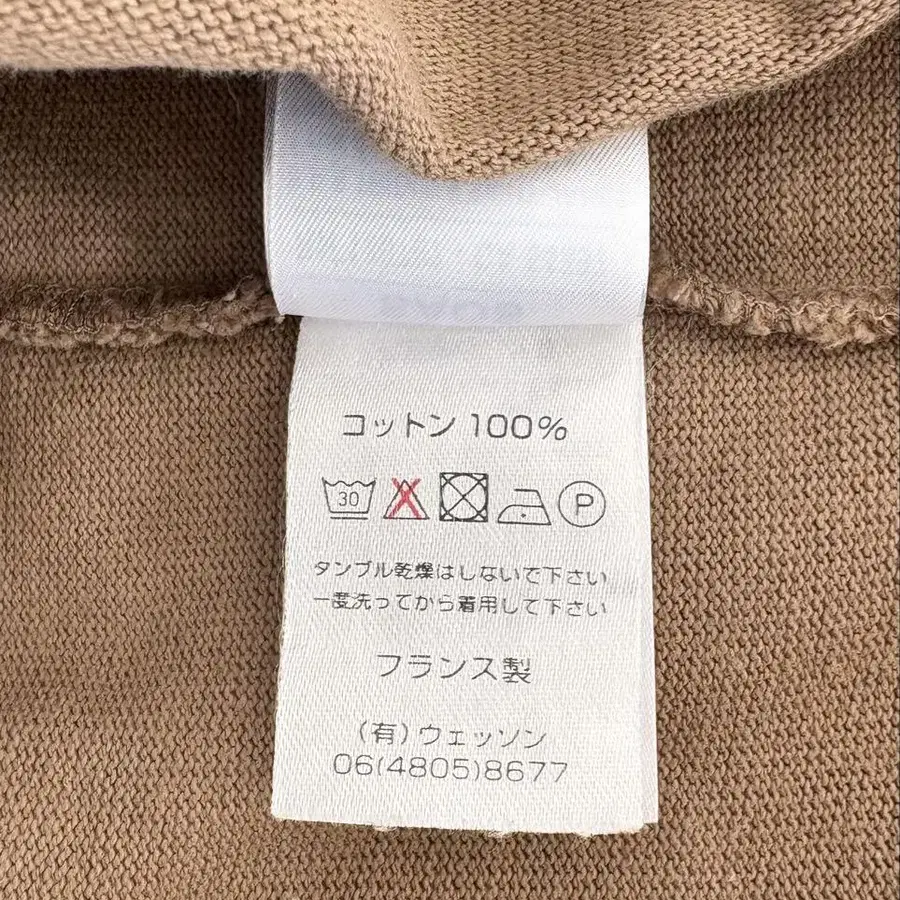 コットン 100%
30 P
タンブル乾燥はしないで下さい
一度洗ってから着用して下さい
フランス製
(有)ウェッソン
06(4805)8677